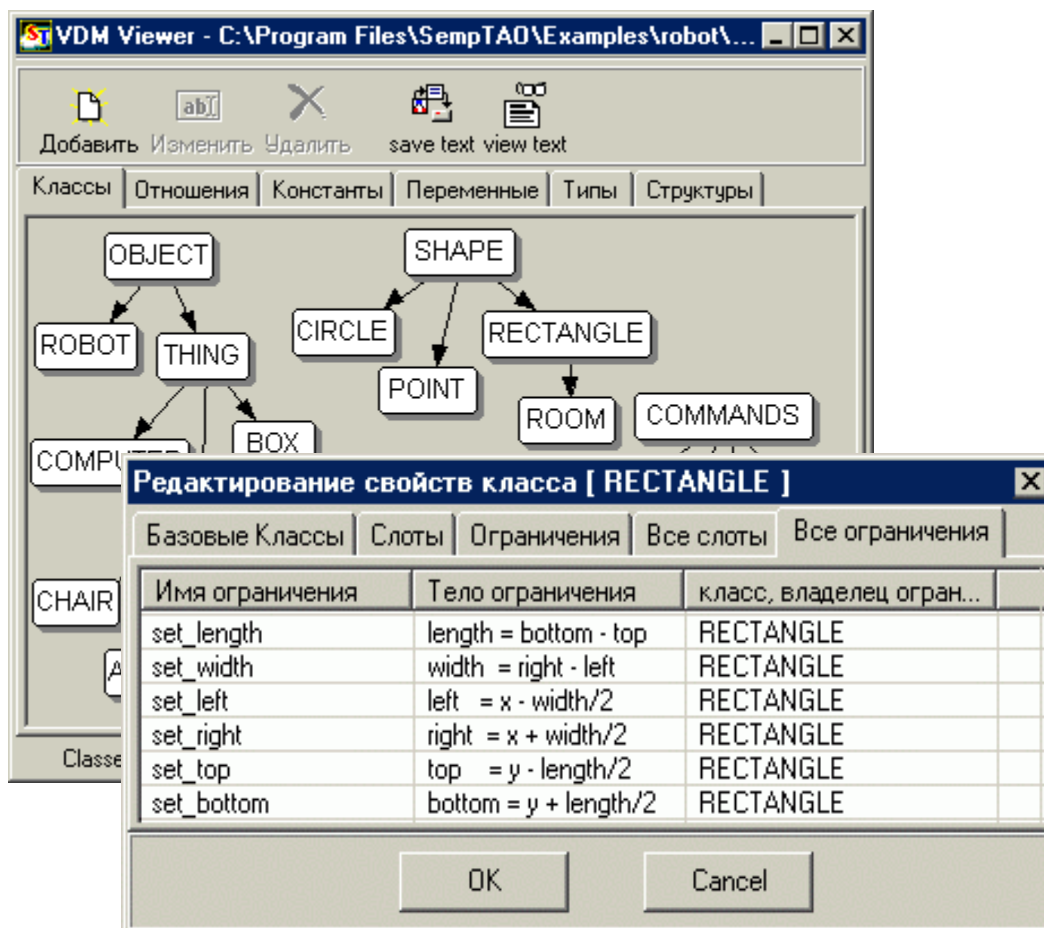 VDM Viewer - C:\Program Files\SempTAO\Examples\robot\...
Добавить Изменить Удалить save text view text
Классы Отношения Константы Переменные Типы Структуры
OBJECT SHAPE
ROBOT THING CIRCLE RECTANGLE
POINT
ROOM COMMANDS
BOX
Редактирование свойств класса [ RECTANGLE ]
Базовые Классы Слоты Ограничения Все слоты Все ограничения
CHAIR
Имя ограничения Тело ограничения класс, владелец огран...
set_length length = bottom - top RECTANGLE
set_width width = right - left RECTANGLE
set_left left = x - width/2 RECTANGLE
set_right right = x + width/2 RECTANGLE
set_top top = y - length/2 RECTANGLE
set_bottom bottom = y + length/2 RECTANGLE
OK Cancel